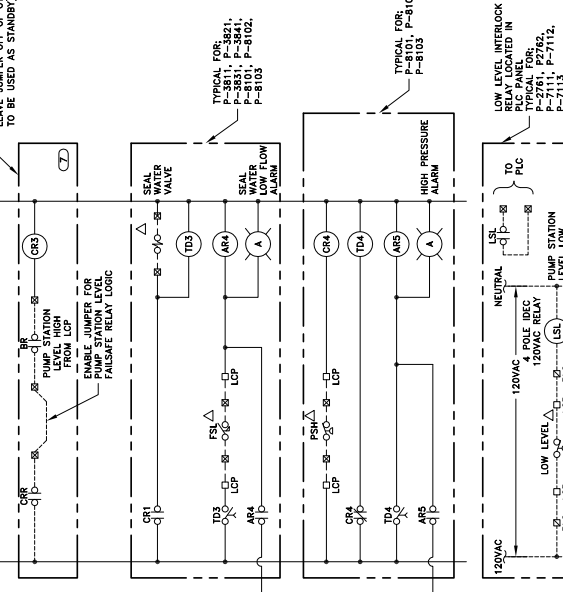 TO BE USED AS STANDBY,
7
CR3
BR
PUMP STATION
LEVEL HIGH
FROM LCP
ENABLE JUMPER FOR
PUMP STATION LEVEL
FAILSAFE RELAY LOGIC
CRR
TYPICAL FOR;
P-3811, P-3821,
P-3831, P-3841,
P-8101, P-8102,
P-8103
SEAL
WATER
VALVE
SEAL
WATER
LOW FLOW
ALARM
TD3
AR4
A
LCP
FSL
LCP
CR1
TD3
AR4
TYPICAL FOR;
P-8103
HIGH PRESSURE
ALARM
CR4
TD4
AR5
A
LCP
PSH
LCP
CR4
TD4
AR5
LOW LEVEL INTERLOCK
RELAY LOCATED IN
PLC PANEL
TYPICAL FOR;
P-2761, P2762,
P-7111, P-7112,
P-7113
TO
PLC
LSL
NEUTRAL
PUMP STATION
120VAC
4 POLE IDEC
120VAC RELAY
LSL
LOW LEVEL
120VAC